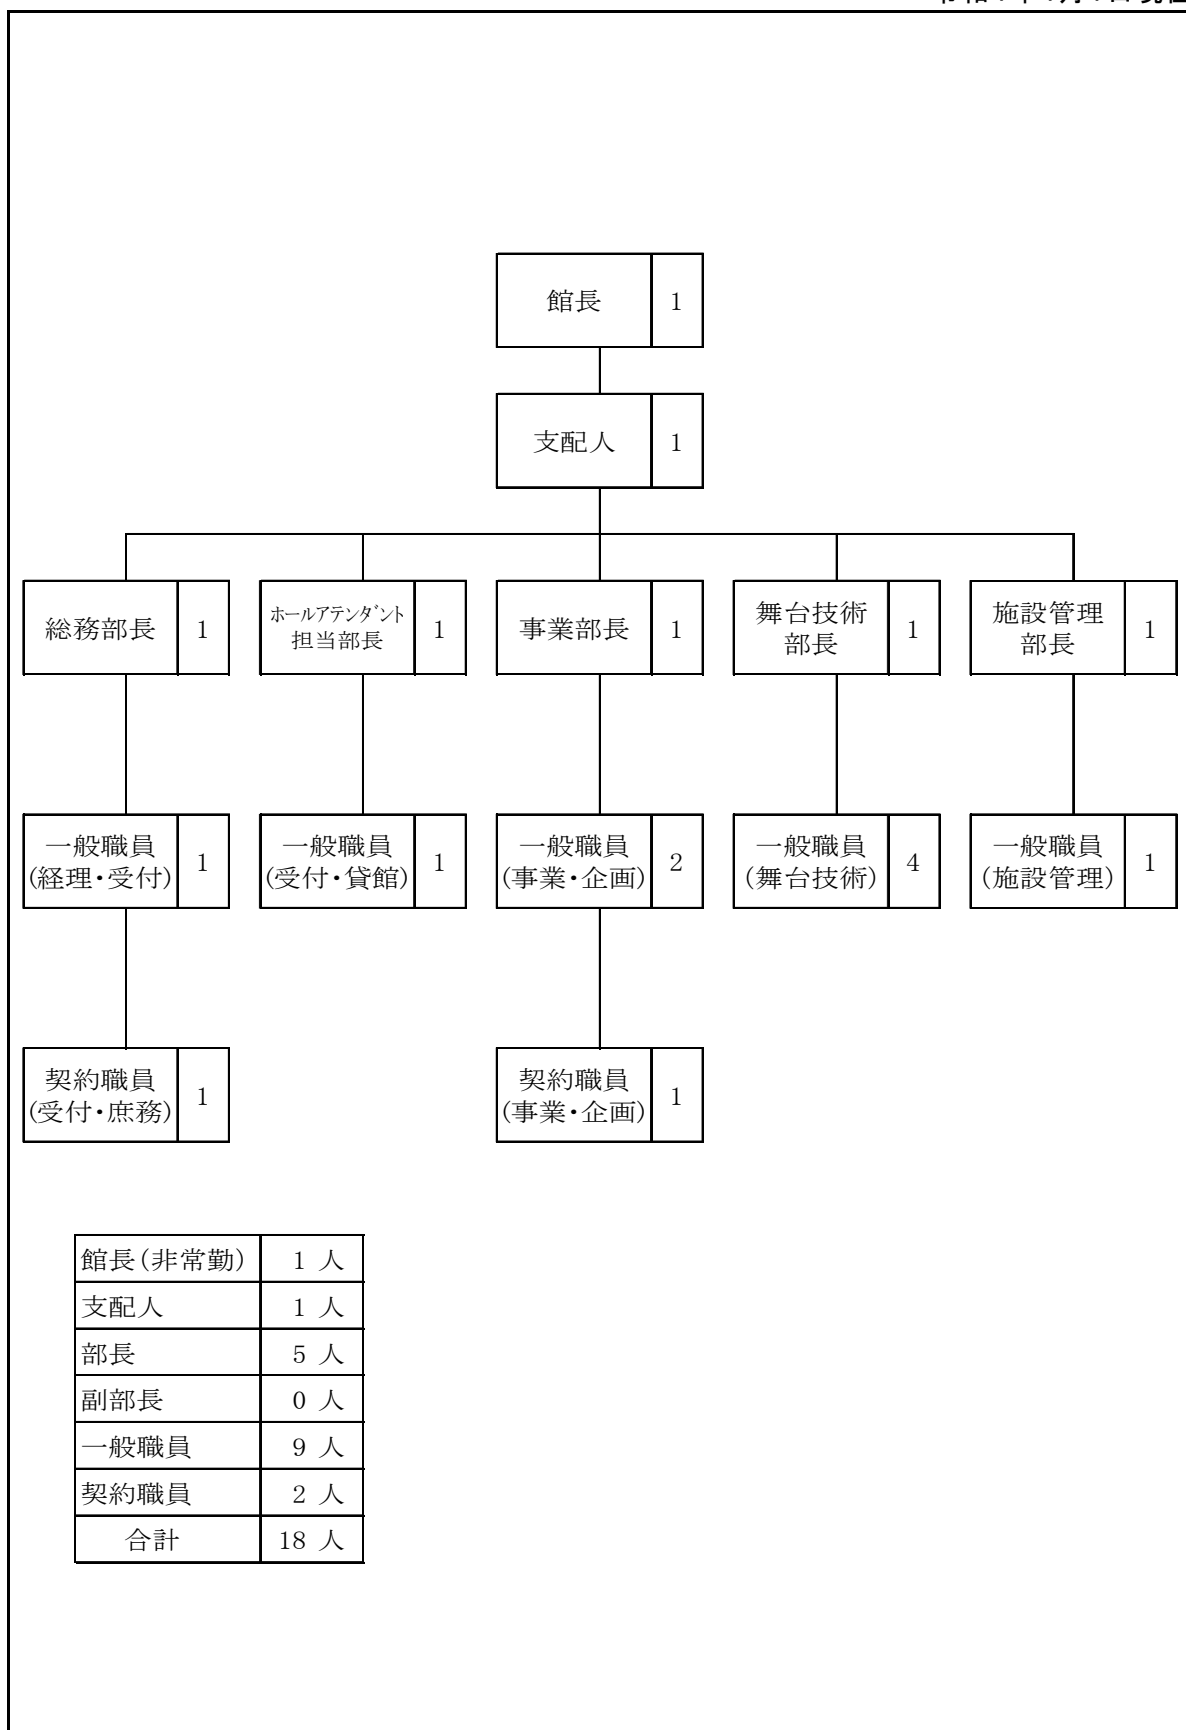 館長 1
支配人 1
総務部長 1
ホールアテンダント
担当部長 1
事業部長 1
舞台技術
部長 1
施設管理
部長 1
一般職員
(経理・受付) 1
一般職員
(受付・貸館) 1
一般職員
(事業・企画) 2
一般職員
(舞台技術) 4
一般職員
(施設管理) 1
契約職員
(受付・庶務) 1
契約職員
(事業・企画) 1
館長(非常勤) 1 人
支配人 1 人
部長 5 人
副部長 0 人
一般職員 9 人
契約職員 2 人
合計 18 人